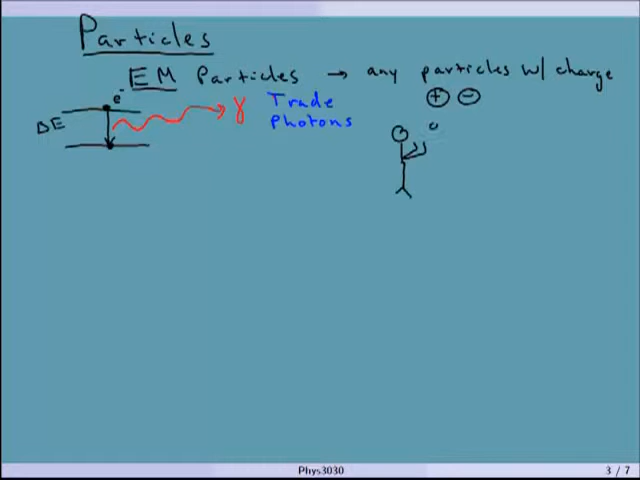 Particles
EM Particles → any particles w/ charge
+ -
e-
ΔE
γ
Trade
Photons
Phys3030
3 / 7